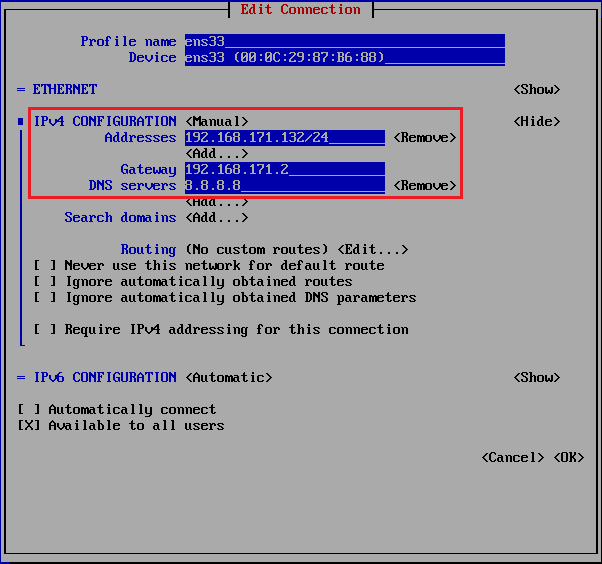 Edit Connection
Profile name ens33
Device ens33 (00:0C:29:87:B6:88)
= ETHERNET <Show>
IPv4 CONFIGURATION <Manual> <Hide>
Addresses 192.168.171.132/24 <Remove>
<Add...>
Gateway 192.168.171.2
DNS servers 8.8.8.8 <Remove>
<Add...>
Search domains <Add...>
Routing (No custom routes) <Edit...>
[ ] Never use this network for default route
[ ] Ignore automatically obtained routes
[ ] Ignore automatically obtained DNS parameters
[ ] Require IPv4 addressing for this connection
= IPv6 CONFIGURATION <Automatic> <Show>
[ ] Automatically connect
[X] Available to all users
<Cancel> <OK>